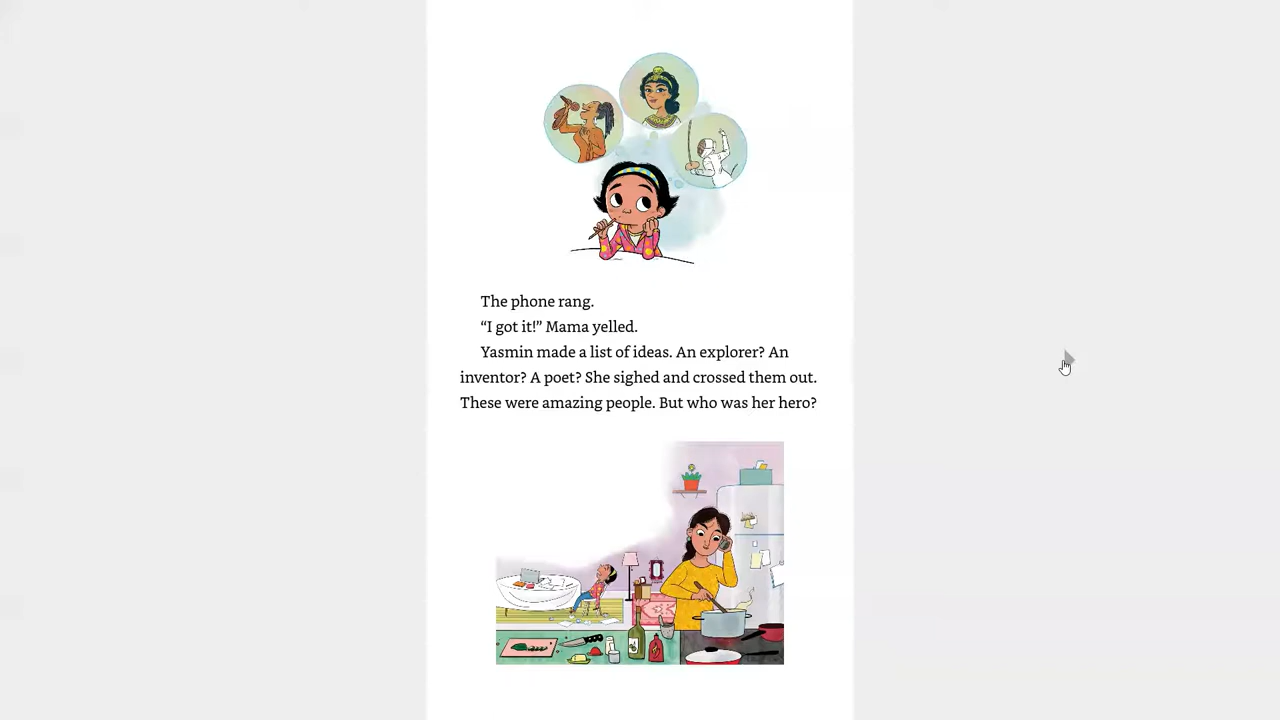 The phone rang.
“I got it!” Mama yelled.
Yasmin made a list of ideas. An explorer? An
inventor? A poet? She sighed and crossed them out.
These were amazing people. But who was her hero?